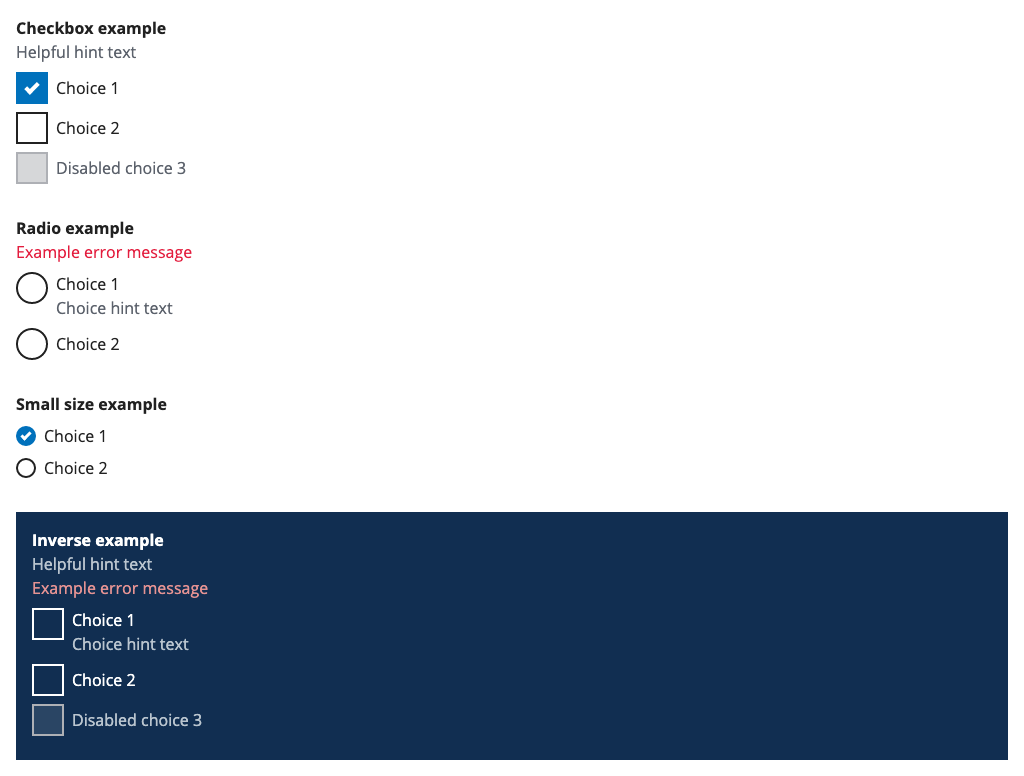 Checkbox example
Helpful hint text
Choice 1
Choice 2
Disabled choice 3
Radio example
Example error message
Choice 1
Choice hint text
Choice 2
Small size example
Choice 1
Choice 2
Inverse example
Helpful hint text
Example error message
Choice 1
Choice hint text
Choice 2
Disabled choice 3